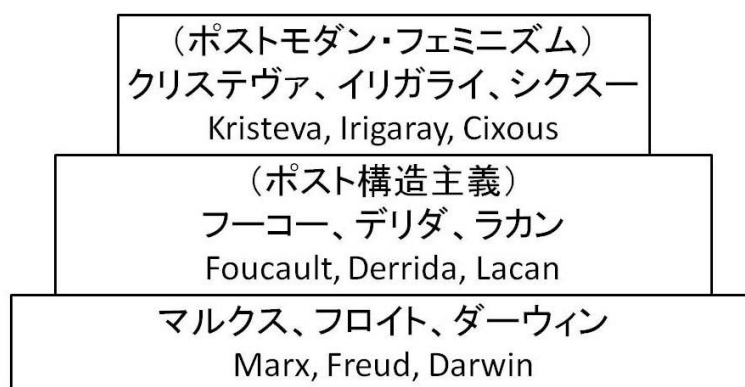 （ポストモダン・フェミニズム）
クリステヴァ、イリガライ、シクスー
Kristeva, Irigaray, Cixous
（ポスト構造主義）
フーコー、デリダ、ラカン
Foucault, Derrida, Lacan
マルクス、フロイト、ダーウィン
Marx, Freud, Darwin